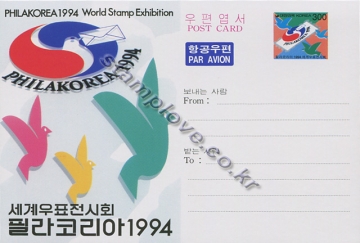 PHILAKOREA1994 World Stamp Exhibition
PHILAKOREA 1994
세계우표전시회
필라코리아1994
우편엽서
POST CARD
항공우편
PAR AVION
300
보내는 사람
From :
받는 사람
To :
stamplove.co.kr